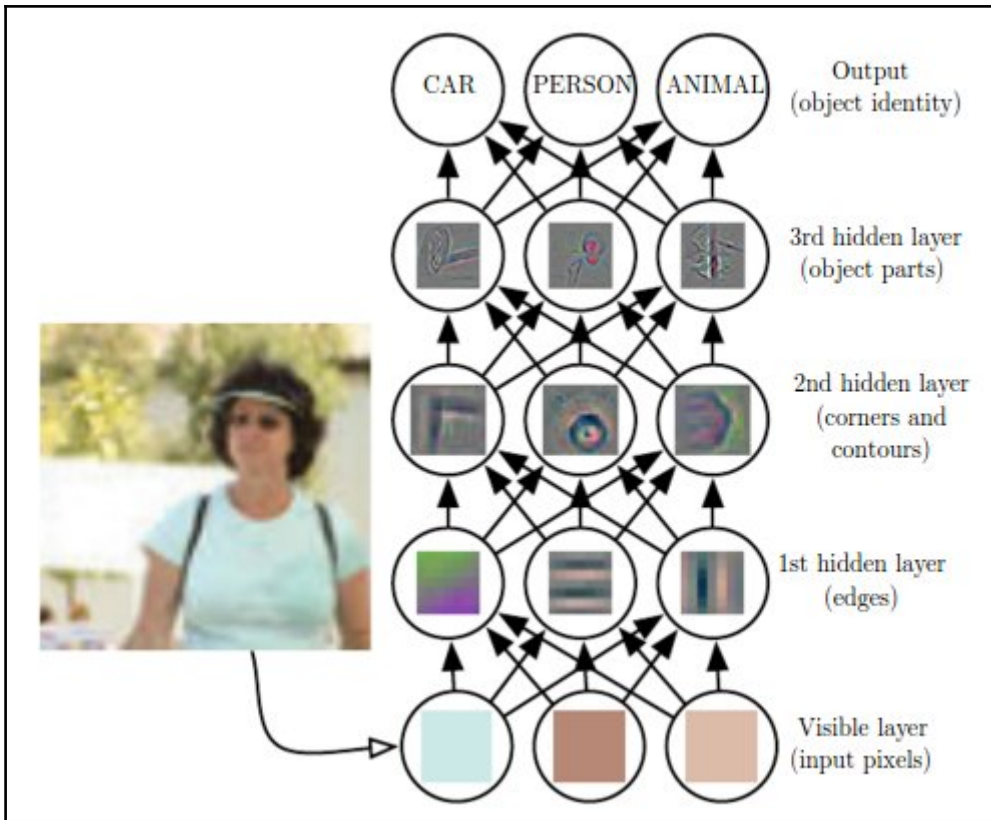 CAR PERSON ANIMAL
Output
(object identity)
3rd hidden layer
(object parts)
2nd hidden layer
(corners and
contours)
1st hidden layer
(edges)
Visible layer
(input pixels)